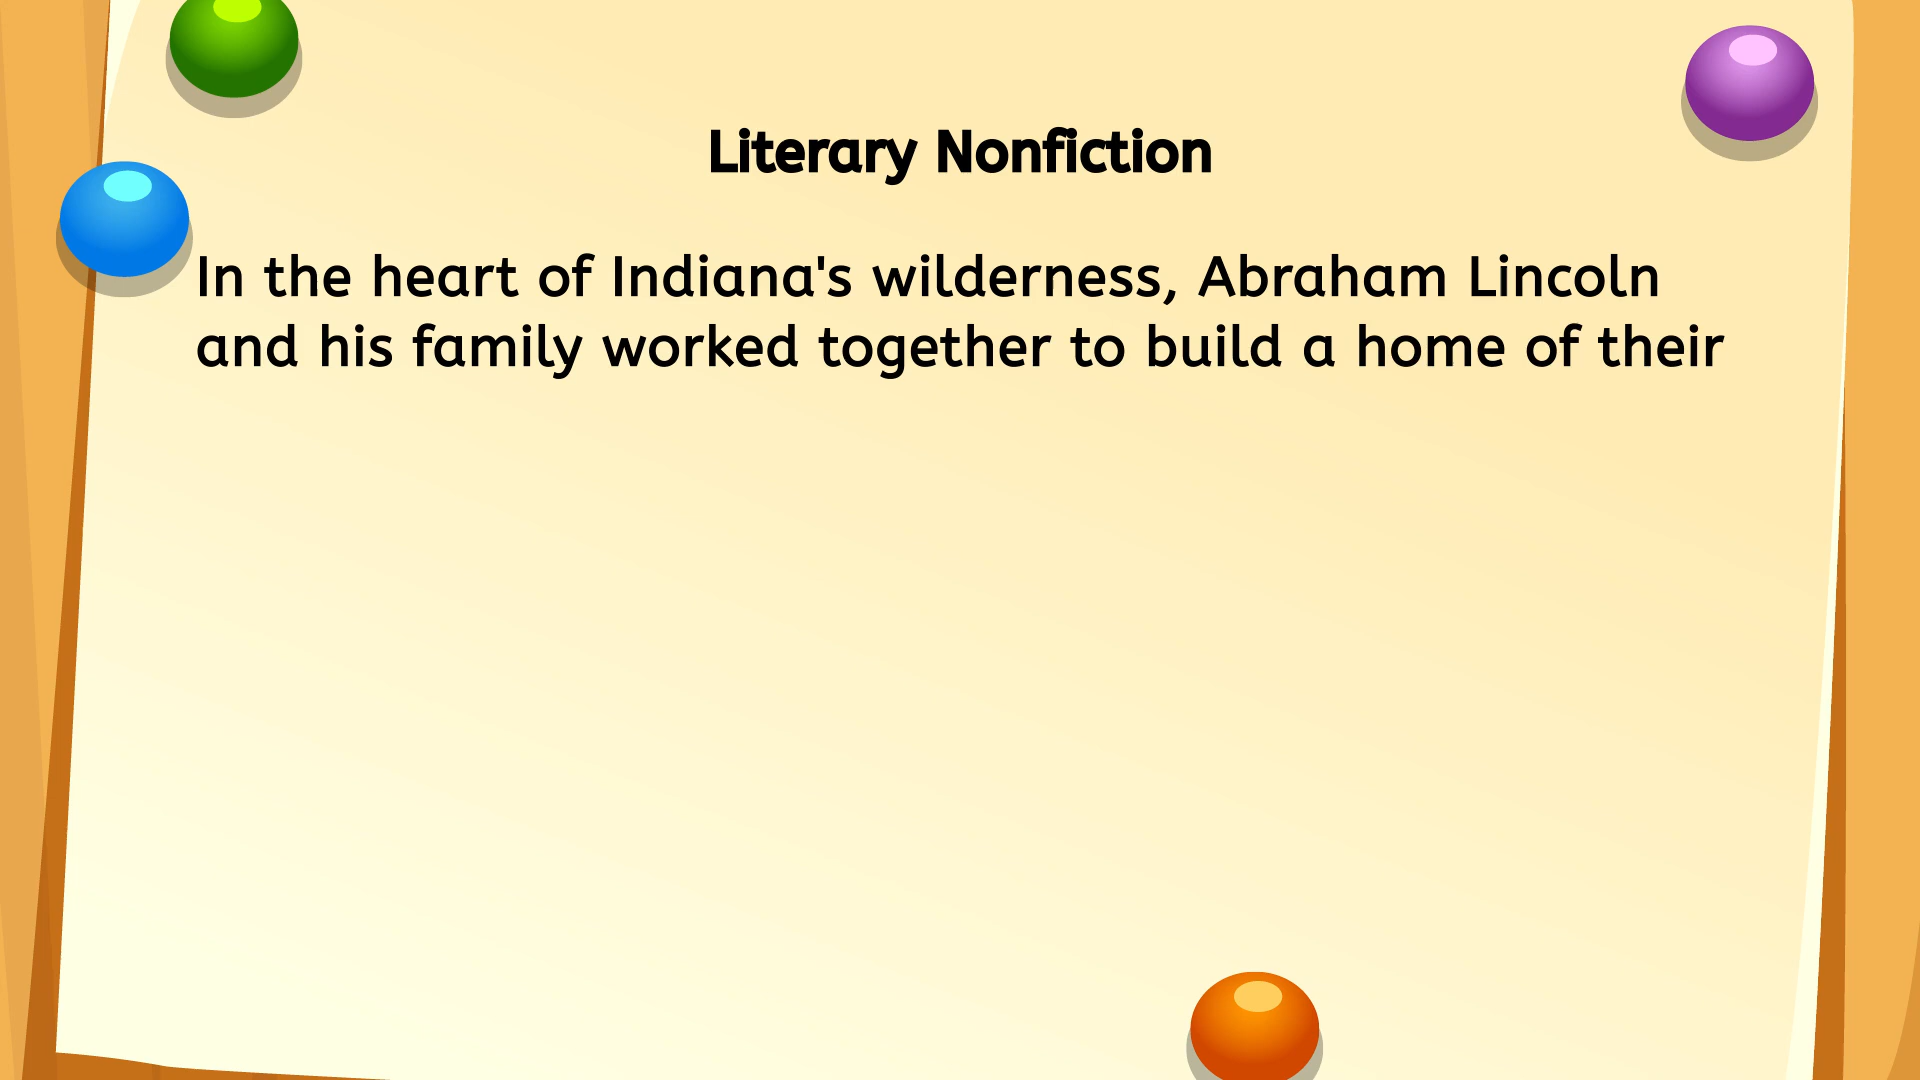 Literary Nonfiction
In the heart of Indiana's wilderness, Abraham Lincoln
and his family worked together to build a home of their